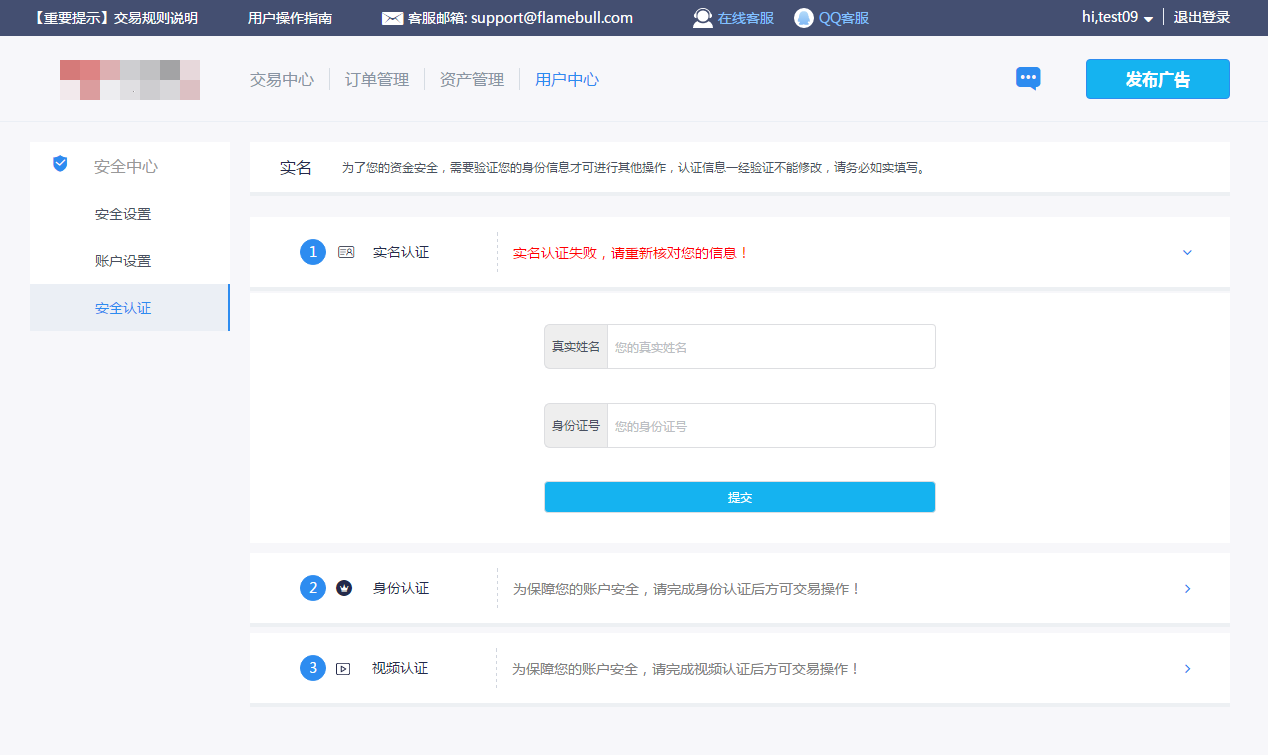 【重要提示】交易规则说明 用户操作指南 客服邮箱: support@flamebull.com 在线客服 QQ客服 hi,test09 退出登录
交易中心 订单管理 资产管理 用户中心 发布广告
安全中心
安全设置
账户设置
安全认证
实名 为了您的资金安全，需要验证您的身份信息才可进行其他操作，认证信息一经验证不能修改，请务必如实填写。
1 实名认证 实名认证失败，请重新核对您的信息！
真实姓名 您的真实姓名
身份证号 您的身份证号
提交
2 身份认证 为保障您的账户安全，请完成身份认证后方可交易操作！
3 视频认证 为保障您的账户安全，请完成视频认证后方可交易操作！